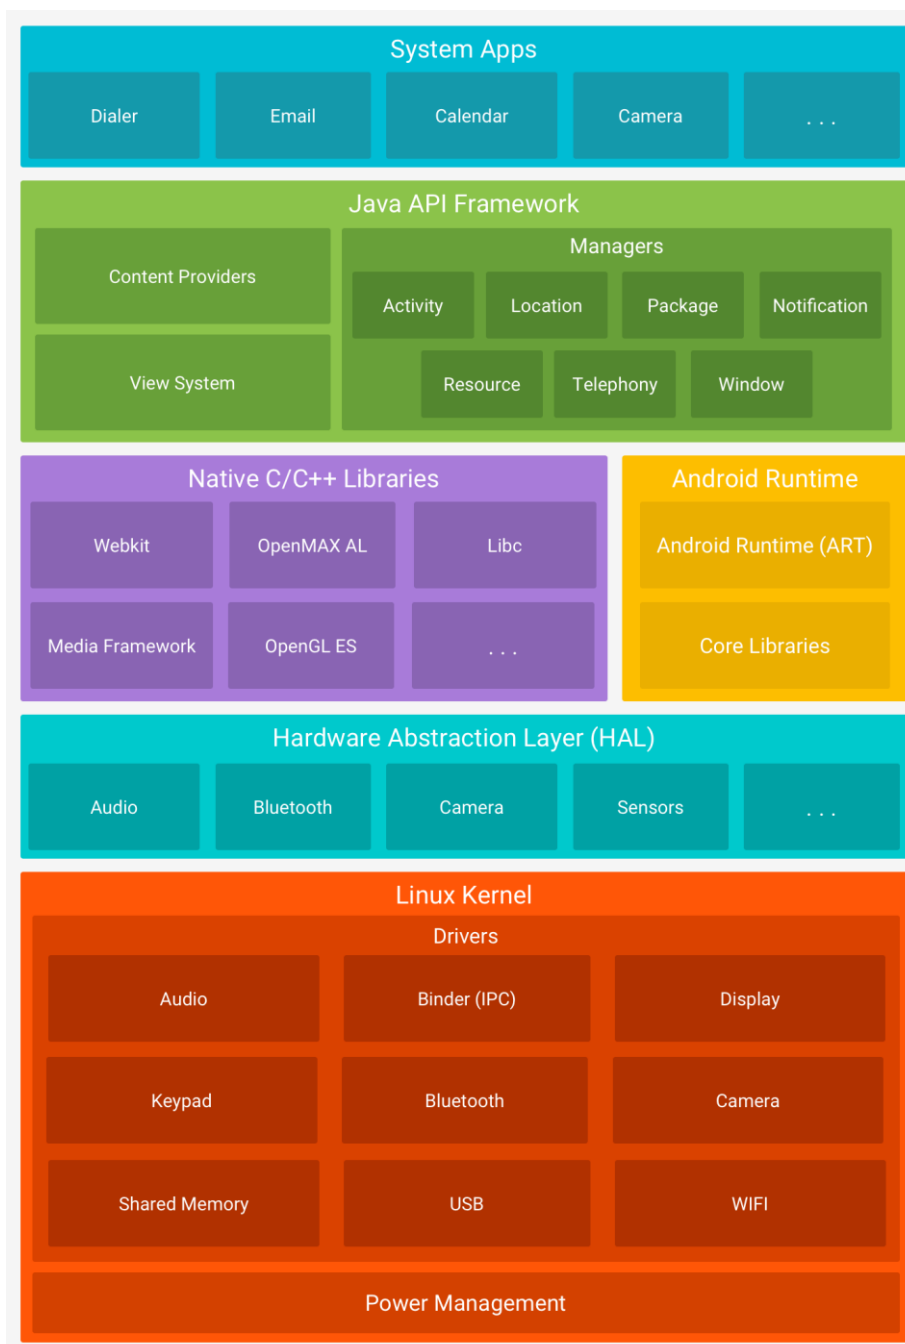 System Apps
Dialer
Email
Calendar
Camera
. . .
Java API Framework
Content Providers
View System
Managers
Activity
Location
Package
Notification
Resource
Telephony
Window
Native C/C++ Libraries
Webkit
OpenMAX AL
Libc
Media Framework
OpenGL ES
. . .
Android Runtime
Android Runtime (ART)
Core Libraries
Hardware Abstraction Layer (HAL)
Audio
Bluetooth
Camera
Sensors
. . .
Linux Kernel
Drivers
Audio
Binder (IPC)
Display
Keypad
Bluetooth
Camera
Shared Memory
USB
WIFI
Power Management